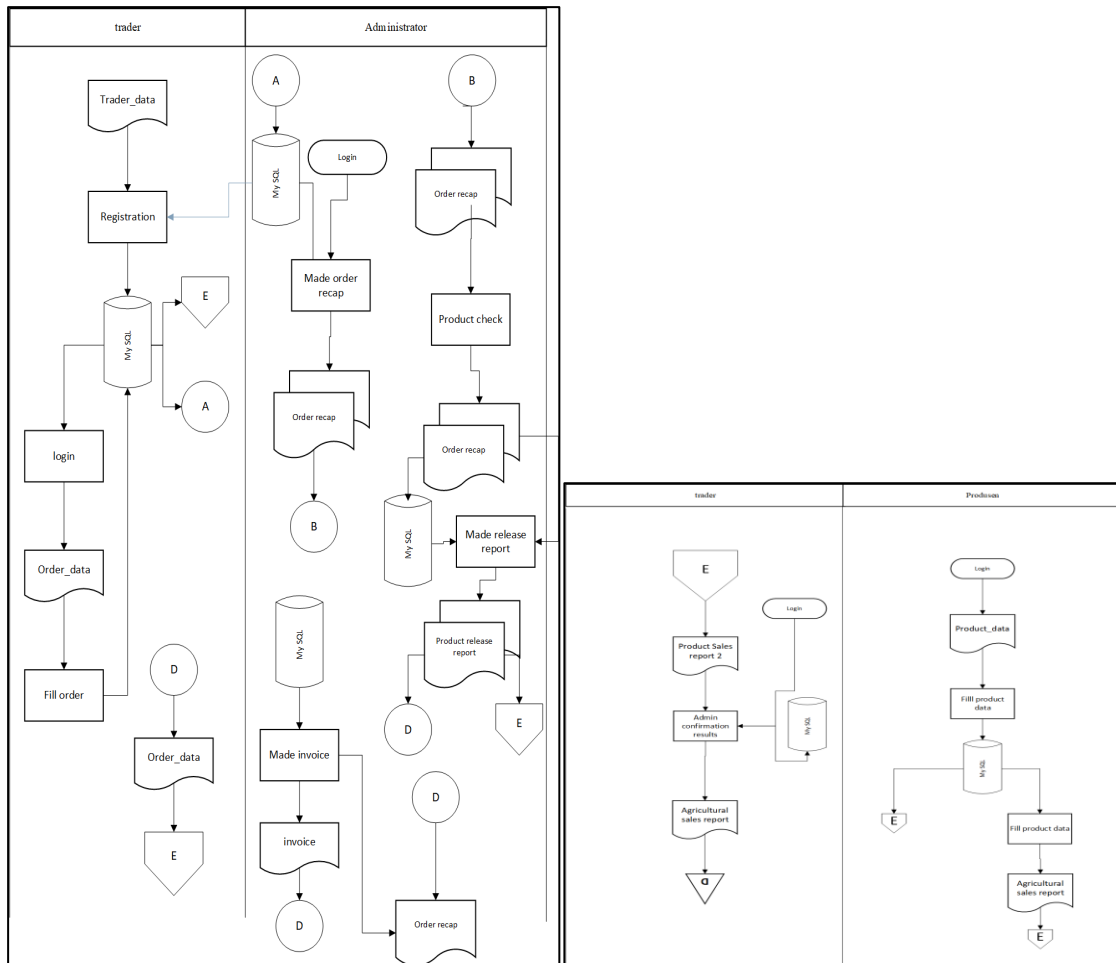 trader
Administrator
Trader_data
Registration
My SQL
E
A
login
Order_data
Fill order
D
Order_data
E
A
My SQL
Login
Made order
recap
Order recap
B
My SQL
Made invoice
invoice
D
B
Order recap
Product check
Order recap
My SQL
Made release
report
Product release
report
D
E
D
Order recap
trader
Produsen
E
Login
Product Sales
report 2
Admin
confirmation
results
My SQL
Agricultural
sales report
Login
Product_data
Filll product
data
My SQL
E
Fill product data
Agricultural
sales report
E